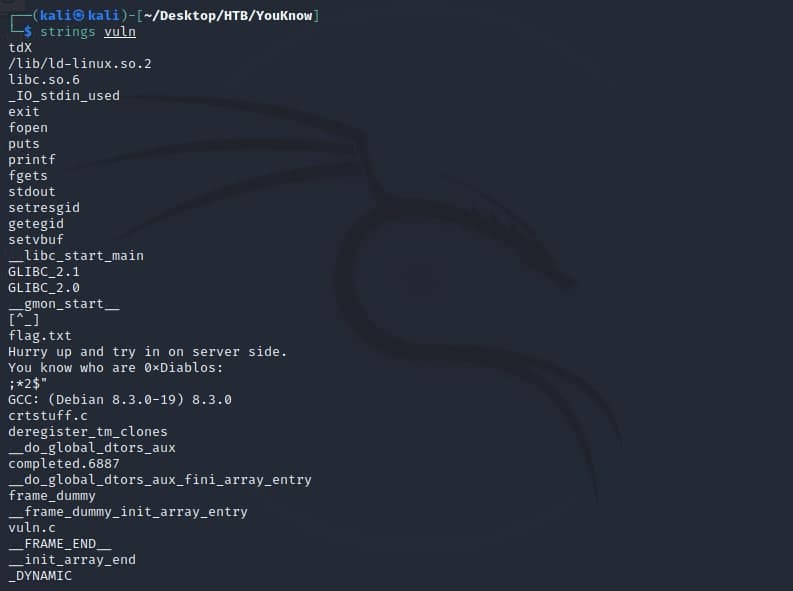 ┌──(kali㉿kali)-[~/Desktop/HTB/YouKnow]
└─$ strings vuln
tdX
/lib/ld-linux.so.2
libc.so.6
_IO_stdin_used
exit
fopen
puts
printf
fgets
stdout
setresgid
getegid
setvbuf
__libc_start_main
GLIBC_2.1
GLIBC_2.0
__gmon_start__
[^_]
flag.txt
Hurry up and try in on server side.
You know who are 0×Diablos:
;*2$"
GCC: (Debian 8.3.0-19) 8.3.0
crtstuff.c
deregister_tm_clones
__do_global_dtors_aux
completed.6887
__do_global_dtors_aux_fini_array_entry
frame_dummy
__frame_dummy_init_array_entry
vuln.c
__FRAME_END__
__init_array_end
_DYNAMIC